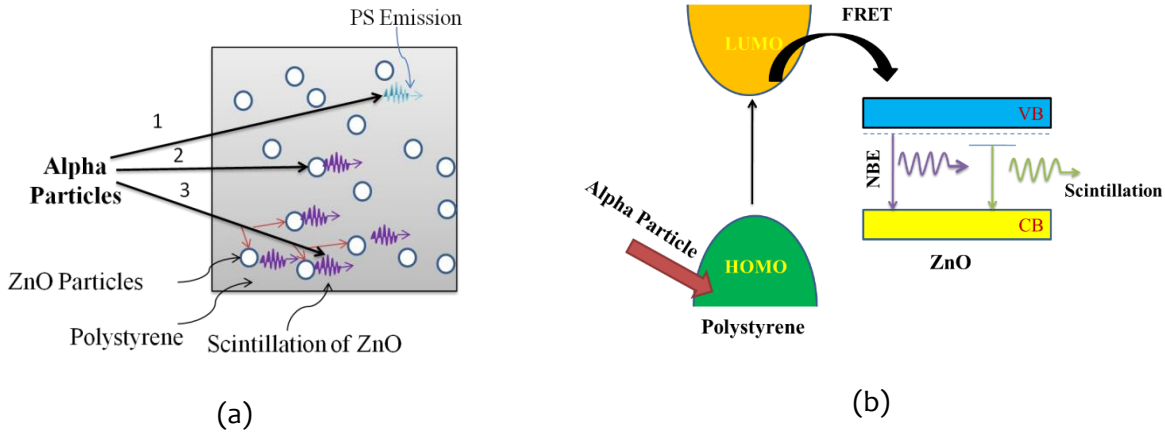 PS Emission
1
2
3
Alpha
Particles
ZnO Particles
Polystyrene
Scintillation of ZnO
(a)
LUMO
FRET
VB
NBE
Scintillation
CB
ZnO
Alpha Particle
HOMO
Polystyrene
(b)